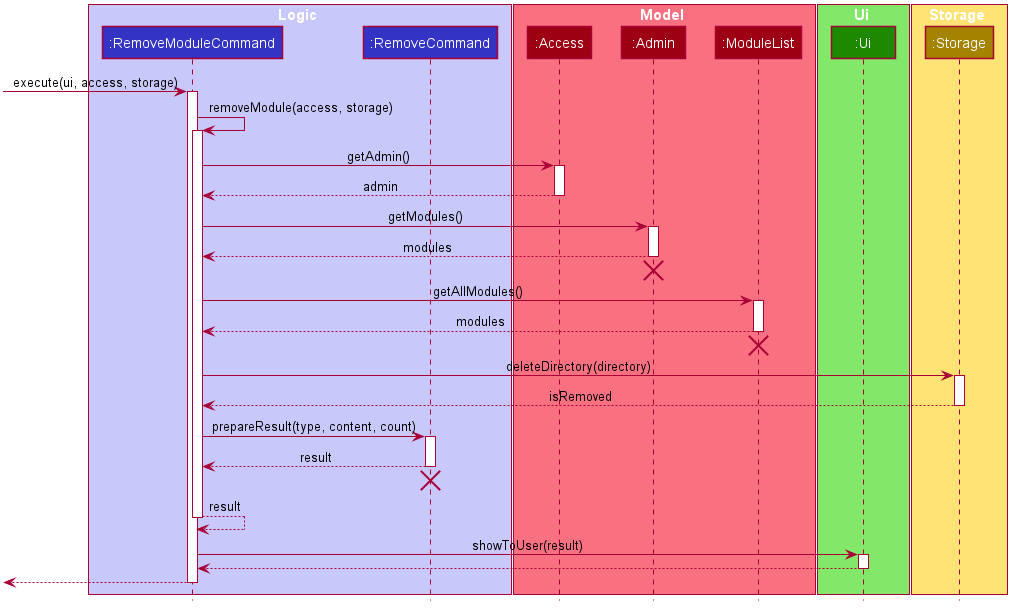 Logic
Model
Ui
Storage
:RemoveModuleCommand
:RemoveCommand
:Access
:Admin
:ModuleList
:Ui
:Storage
execute(ui, access, storage)
removeModule(access, storage)
getAdmin()
admin
getModules()
modules
getAllModules()
modules
deleteDirectory(directory)
isRemoved
prepareResult(type, content, count)
result
result
showToUser(result)